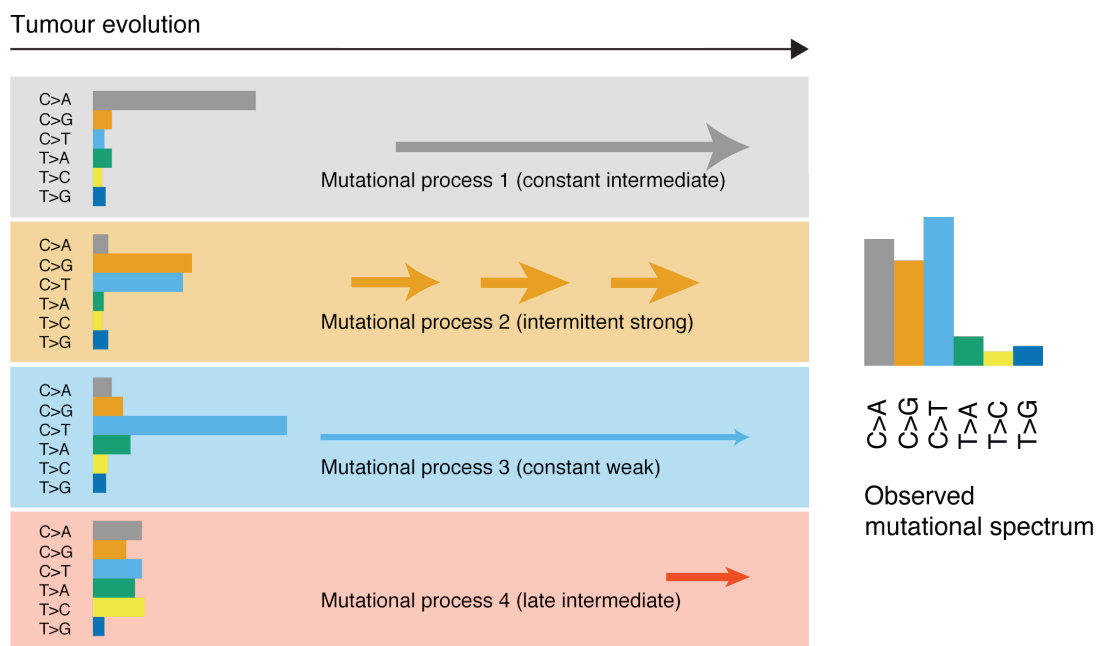 Tumour evolution
C>A
C>G
C>T
T>A
T>C
T>G
Mutational process 1 (constant intermediate)
C>A
C>G
C>T
T>A
T>C
T>G
Mutational process 2 (intermittent strong)
C>A
C>G
C>T
T>A
T>C
T>G
Mutational process 3 (constant weak)
C>A
C>G
C>T
T>A
T>C
T>G
Mutational process 4 (late intermediate)
C>A
C>G
C>T
T>A
T>C
T>G
Observed
mutational spectrum